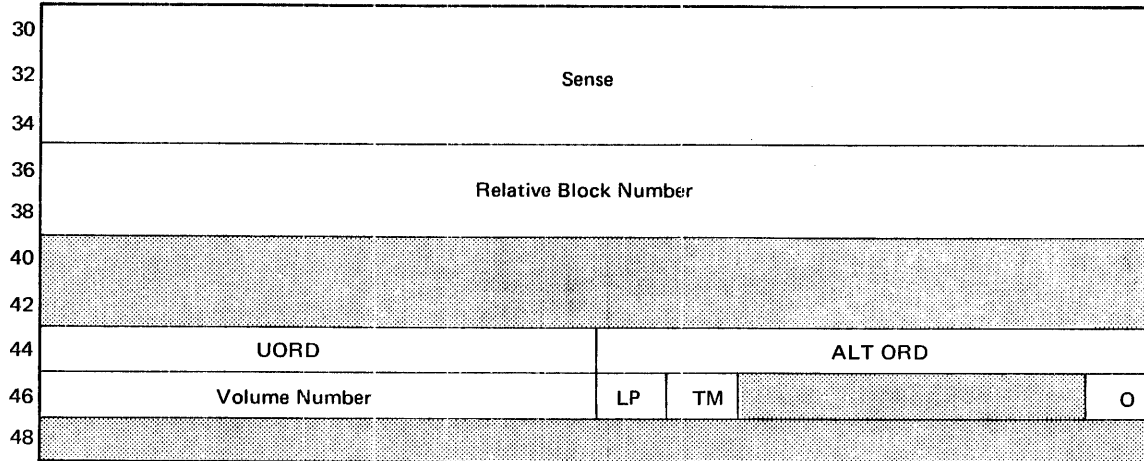 30
32 Sense
34
36
Relative Block Number
38
40
42
44 UORD ALT ORD
46 Volume Number LP TM O
48